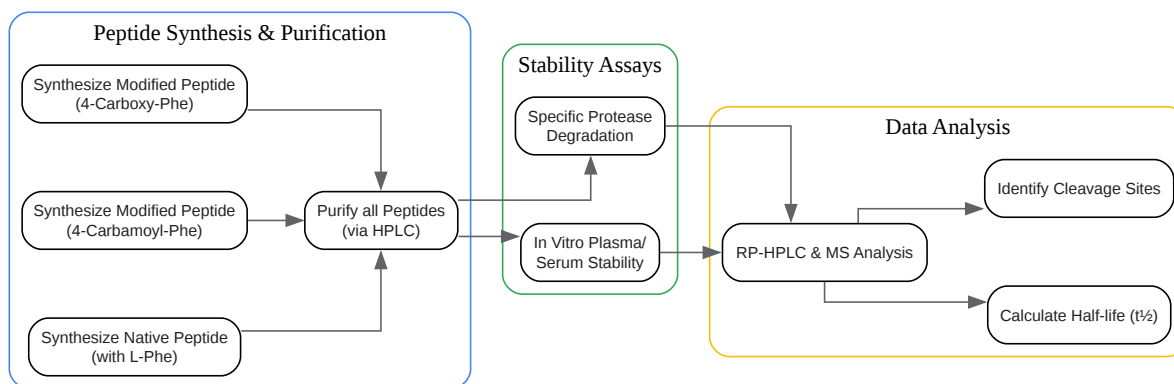 Peptide Synthesis & Purification
Synthesize Modified Peptide
(4-Carboxy-Phe)
Synthesize Modified Peptide
(4-Carbamoyl-Phe)
Purify all Peptides
(via HPLC)
Synthesize Native Peptide
(with L-Phe)
Stability Assays
Specific Protease
Degradation
In Vitro Plasma/
Serum Stability
Data Analysis
RP-HPLC & MS Analysis
Identify Cleavage Sites
Calculate Half-life (t½)